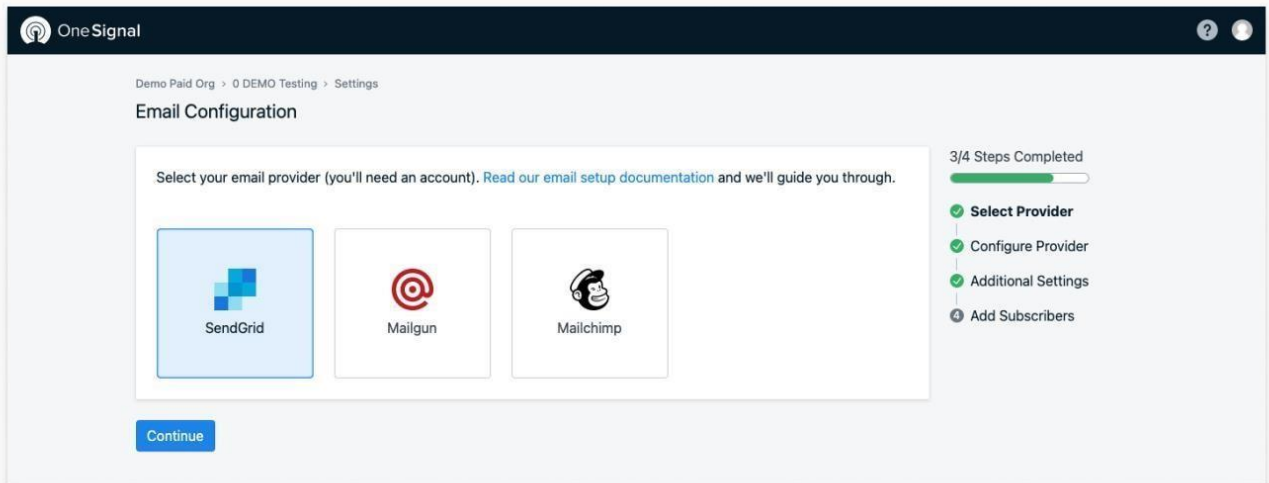 OneSignal
?
Demo Paid Org > 0 DEMO Testing > Settings
Email Configuration
Select your email provider (you'll need an account). Read our email setup documentation and we'll guide you through.
SendGrid
Mailgun
Mailchimp
Continue
3/4 Steps Completed
Select Provider
Configure Provider
Additional Settings
4 Add Subscribers